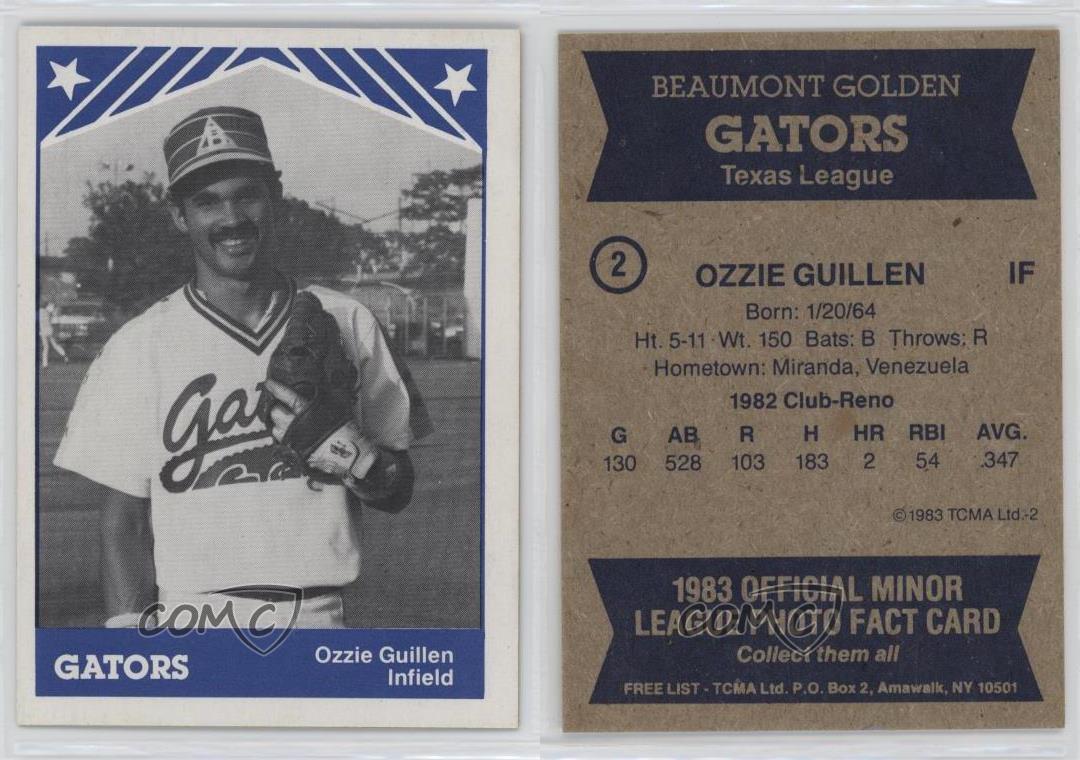 B
Gat
COMC
GATORS
Ozzie Guillen
Infield
BEAUMONT GOLDEN
GATORS
Texas League
2 OZZIE GUILLEN IF
Born: 1/20/64
Ht. 5-11 Wt. 150 Bats: B Throws: R
Hometown: Miranda, Venezuela
1982 Club-Reno
G AB R H HR RBI AVG.
130 528 103 183 2 54 .347
©1983 TCMA Ltd.-2
1983 OFFICIAL MINOR
LEAGUE PHOTO FACT CARD
COMC
Collect them all
FREE LIST - TCMA Ltd. P.O. Box 2, Amawalk, NY 10501